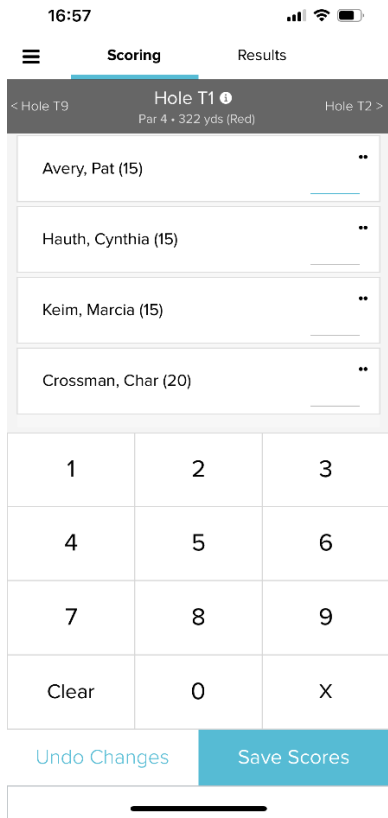 16:57
Scoring Results
< Hole T9 Hole T1 Hole T2 >
Par 4 • 322 yds (Red)
••
Avery, Pat (15)
••
Hauth, Cynthia (15)
••
Keim, Marcia (15)
••
Crossman, Char (20)
1 2 3
4 5 6
7 8 9
Clear 0 X
Undo Changes Save Scores